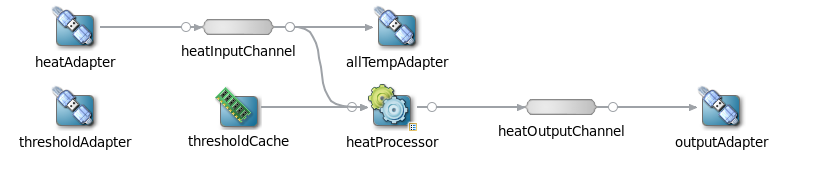 heatAdapter
heatInputChannel
allTempAdapter
thresholdAdapter
thresholdCache
heatProcessor
heatOutputChannel
outputAdapter